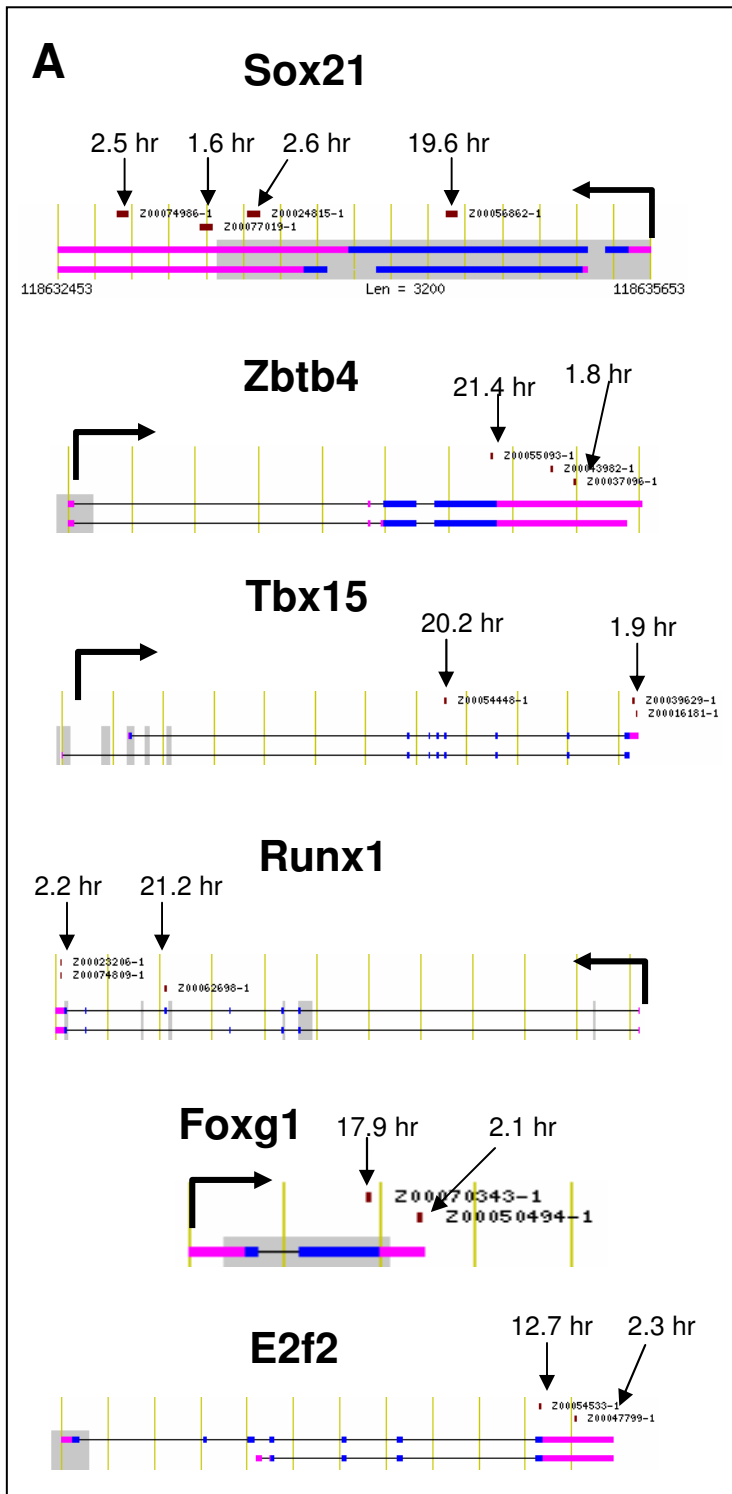 A
Sox21
2.5 hr 1.6 hr 2.6 hr 19.6 hr
Z00074986-1 Z00024815-1 Z00056862-1
Z00077019-1
118632453 Len = 3200 118635653
Zbtb4
21.4 hr 1.8 hr
Z00055093-1
Z00043982-1
Z00037096-1
Tbx15
20.2 hr 1.9 hr
Z00054448-1 Z00039629-1
Z00016181-1
Runx1
2.2 hr 21.2 hr
Z00023206-1
Z00074809-1
Z00062698-1
Foxg1
17.9 hr 2.1 hr
Z00070343-1
Z00050494-1
E2f2
12.7 hr 2.3 hr
Z00054533-1
Z00047799-1